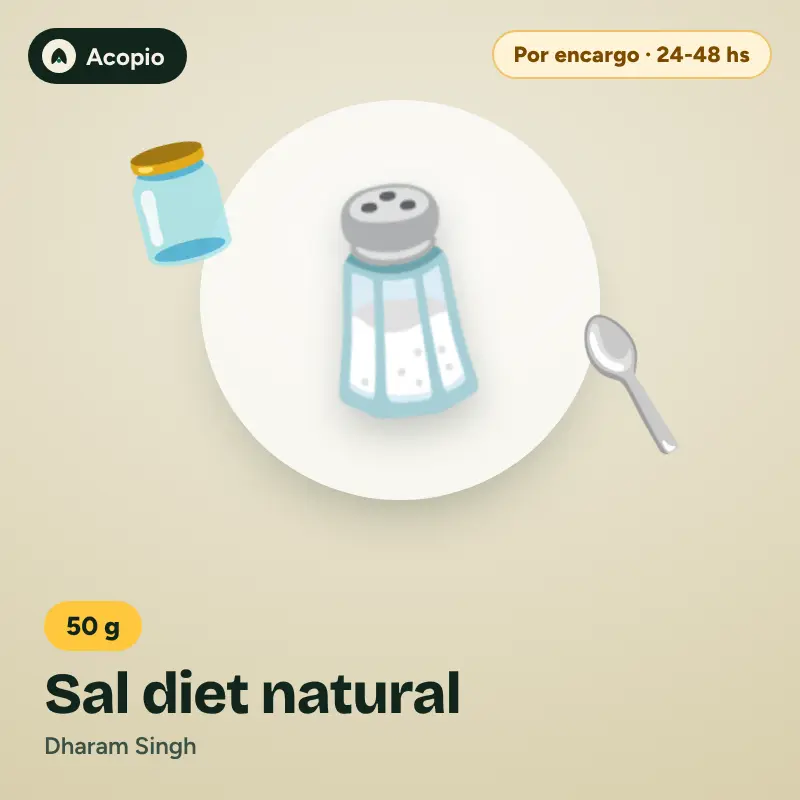 Acopio
Por encargo · 24-48 hs
50 g
Sal diet natural
Dharam Singh